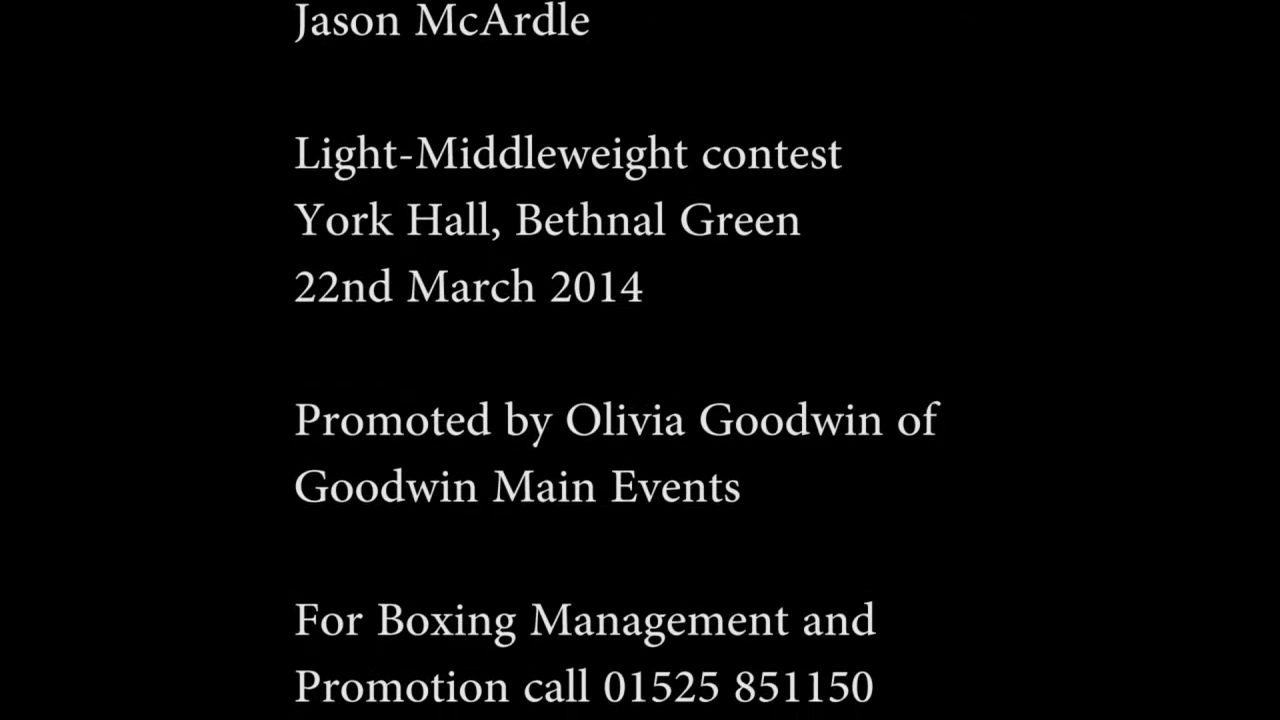 Jason McArdle
Light-Middleweight contest
York Hall, Bethnal Green
22nd March 2014
Promoted by Olivia Goodwin of
Goodwin Main Events
For Boxing Management and
Promotion call 01525 851150